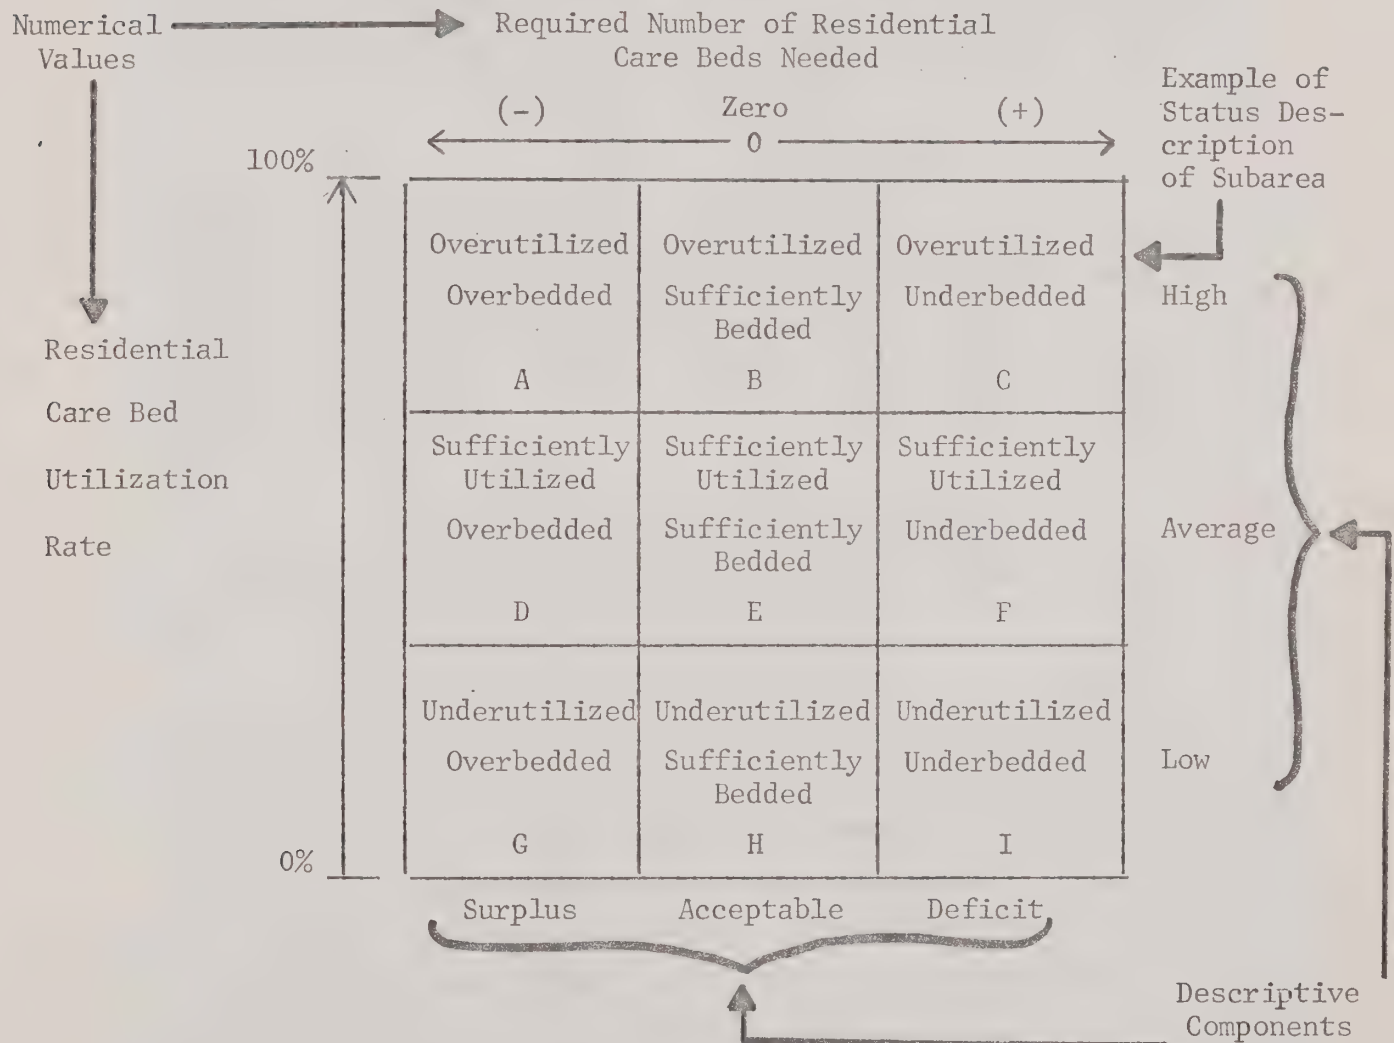 Numerical
Values
Required Number of Residential
Care Beds Needed
Example of
Status Des-
cription
of Subarea
(-) Zero (+)
0
100%
Overutilized Overutilized Overutilized
Overbedded Sufficiently Underbedded High
Bedded
Residential
A B C
Care Bed
Sufficiently Sufficiently Sufficiently
Utilized Utilized Utilized
Utilization
Overbedded Sufficiently Underbedded Average
Bedded
Rate
D E F
Underutilized Underutilized Underutilized
Overbedded Sufficiently Underbedded Low
Bedded
G H I
0%
Surplus Acceptable Deficit
Descriptive
Components